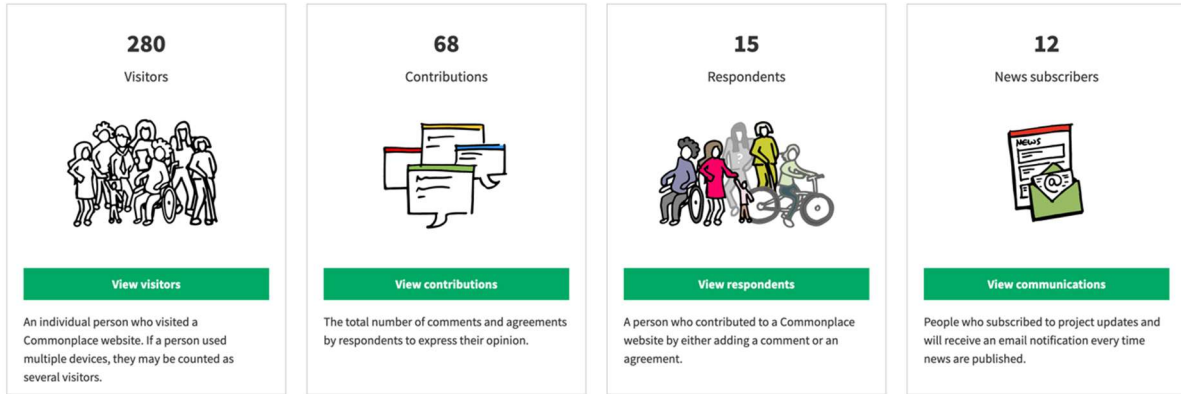 280
Visitors
View visitors
An individual person who visited a
Commonplace website. If a person used
multiple devices, they may be counted as
several visitors.
68
Contributions
View contributions
The total number of comments and agreements
by respondents to express their opinion.
15
Respondents
?
View respondents
A person who contributed to a Commonplace
website by either adding a comment or an
agreement.
12
News subscribers
NEWS
@
View communications
People who subscribed to project updates and
will receive an email notification every time
news are published.